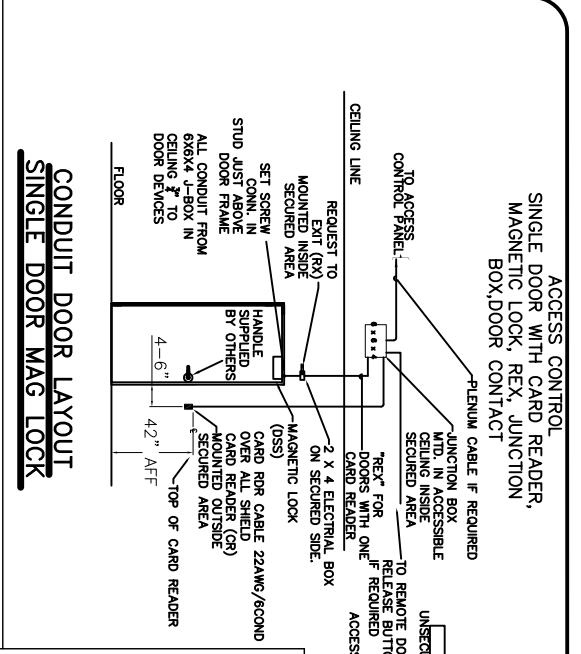 ACCESS CONTROL
SINGLE DOOR WITH CARD READER,
MAGNETIC LOCK, REX, JUNCTION
BOX,DOOR CONTACT
TO ACCESS
CONTROL PANEL
PLENUM CABLE IF REQUIRED
JUNCTION BOX
MTD. IN ACCESSIBLE
CEILING INSIDE
SECURED AREA
6x6x4
TO REMOTE DO
RELEASE BUTTO
IF REQUIRED
UNSECU
ACCESS
CEILING LINE
"REX" FOR
DOORS WITH ONE
CARD READER
REQUEST TO
EXIT (RX)
MOUNTED INSIDE
SECURED AREA
2 X 4 ELECTRIAL BOX
ON SECURED SIDE.
SET SCREW
CONN. IN
STUD JUST ABOVE
DOOR FRAME
MAGNETIC LOCK
(DSS)
ALL CONDUIT FROM
6X6X4 J-BOX IN
CEILING TO
DOOR DEVICES
HANDLE
SUPPLIED
BY OTHERS
CARD RDR CABLE 22AWG/6COND
OVER ALL SHIELD
CARD READER (CR)
MOUNTED OUTSIDE
SECURED AREA
4-6"
42" AFF
TOP OF CARD READER
FLOOR
CONDUIT DOOR LAYOUT
SINGLE DOOR MAG LOCK